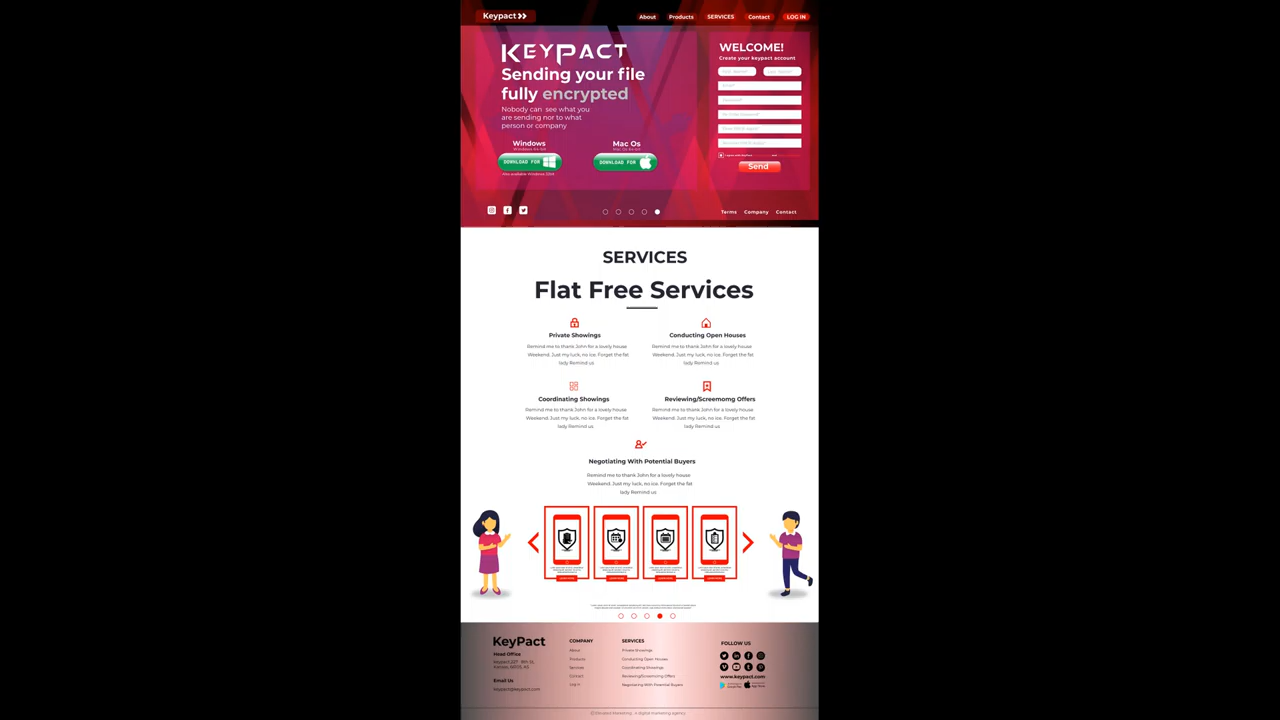 Keypact
About Products SERVICES Contact LOG IN
KEYPACT
Sending your file
fully encrypted
Nobody can see what you
are sending nor to what
person or company
Windows
Windows 64-bit
DOWNLOAD FOR
Mac Os
Mac Os 64-bit
DOWNLOAD FOR
WELCOME!
Create your keypact account
Send
Terms Company Contact
SERVICES
Flat Free Services
Private Showings
Remind me to thank John for a lovely house
Weekend. Just my luck, no ice. Forget the fat
lady Remind us
Conducting Open Houses
Remind me to thank John for a lovely house
Weekend. Just my luck, no ice. Forget the fat
lady Remind us
Coordinating Showings
Remind me to thank John for a lovely house
Weekend. Just my luck, no ice. Forget the fat
lady Remind us
Reviewing/Screemomg Offers
Remind me to thank John for a lovely house
Weekend. Just my luck, no ice. Forget the fat
lady Remind us
Negotiating With Potential Buyers
Remind me to thank John for a lovely house
Weekend. Just my luck, no ice. Forget the fat
lady Remind us
KeyPact
Head Office
Email Us
keypact@keypact.com
COMPANY
About
Products
Services
Contact
SERVICES
Private Showings
Conducting Open Houses
Coordinating Showings
Reviewing/Screemomg Offers
Negotiating With Potential Buyers
FOLLOW US
www.keypact.com